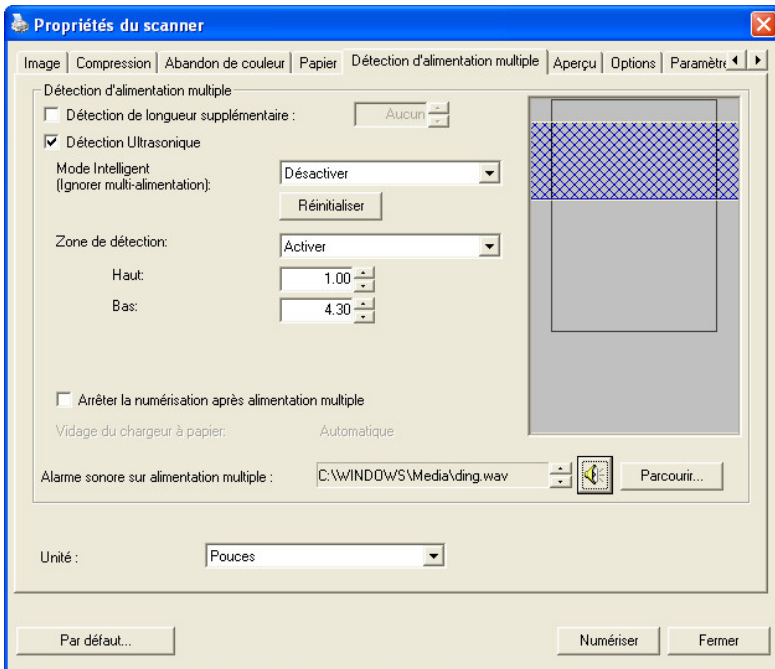 Propriétés du scanner
Image Compression Abandon de couleur Papier Détection d'alimentation multiple Aperçu Options Paramètre
Détection d'alimentation multiple
Détection de longueur supplémentaire : Aucun
Détection Ultrasonique
Mode Intelligent
(Ignorer multi-alimentation): Désactiver
Réinitialiser
Zone de détection: Activer
Haut: 1.00
Bas: 4.30
Arrêter la numérisation après alimentation multiple
Vidage du chargeur à papier: Automatique
Alarme sonore sur alimentation multiple : C:\WINDOWS\Media\ding.wav Parcourir...
Unité : Pouces
Par défaut... Numériser Fermer